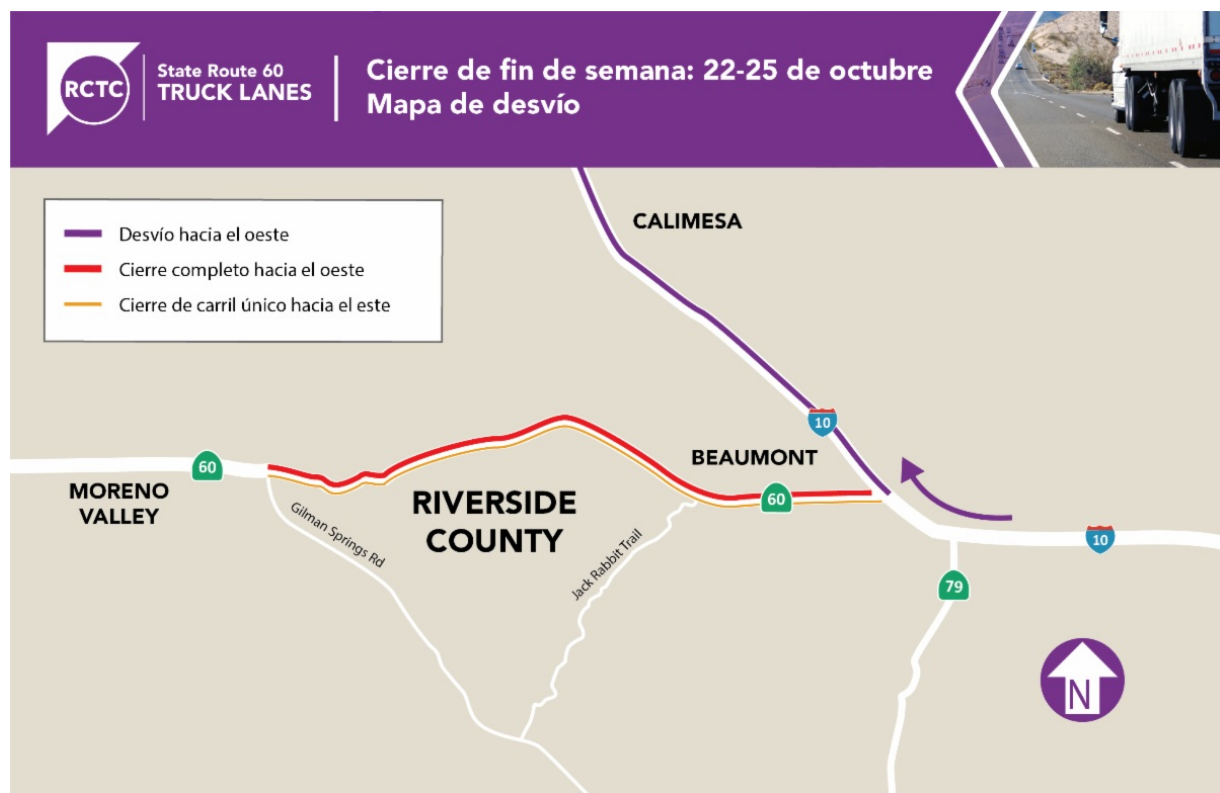 RCTC
State Route 60
TRUCK LANES
Cierre de fin de semana: 22-25 de octubre
Mapa de desvío
Desvío hacia el oeste
Cierre completo hacia el oeste
Cierre de carril único hacia el este
CALIMESA
10
BEAUMONT
60
MORENO
VALLEY
RIVERSIDE
COUNTY
60
10
Gilman Springs Rd
Jack Rabbit Trail
79
N